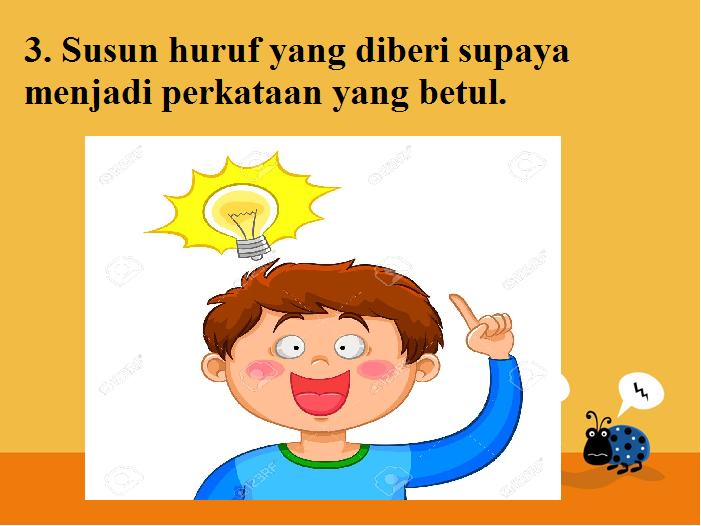 3. Susun huruf yang diberi supaya
menjadi perkataan yang betul.